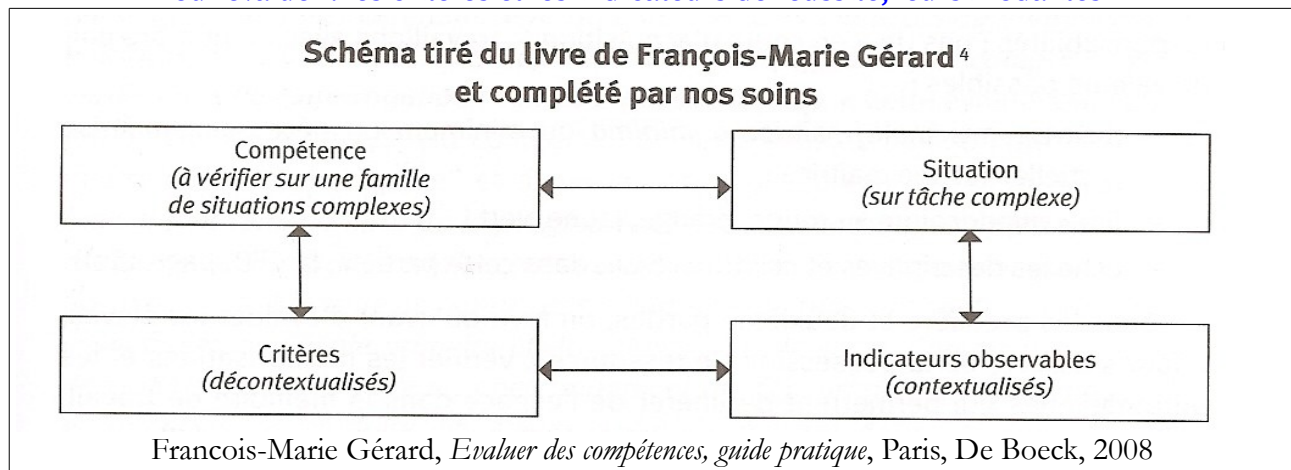 Schéma tiré du livre de François-Marie Gérard 4
et complété par nos soins
Compétence
(à vérifier sur une famille
de situations complexes)
Situation
(sur tâche complexe)
Critères
(décontextualisés)
Indicateurs observables
(contextualisés)
Francois-Marie Gérard, Evaluer des compétences, guide pratique, Paris, De Boeck, 2008